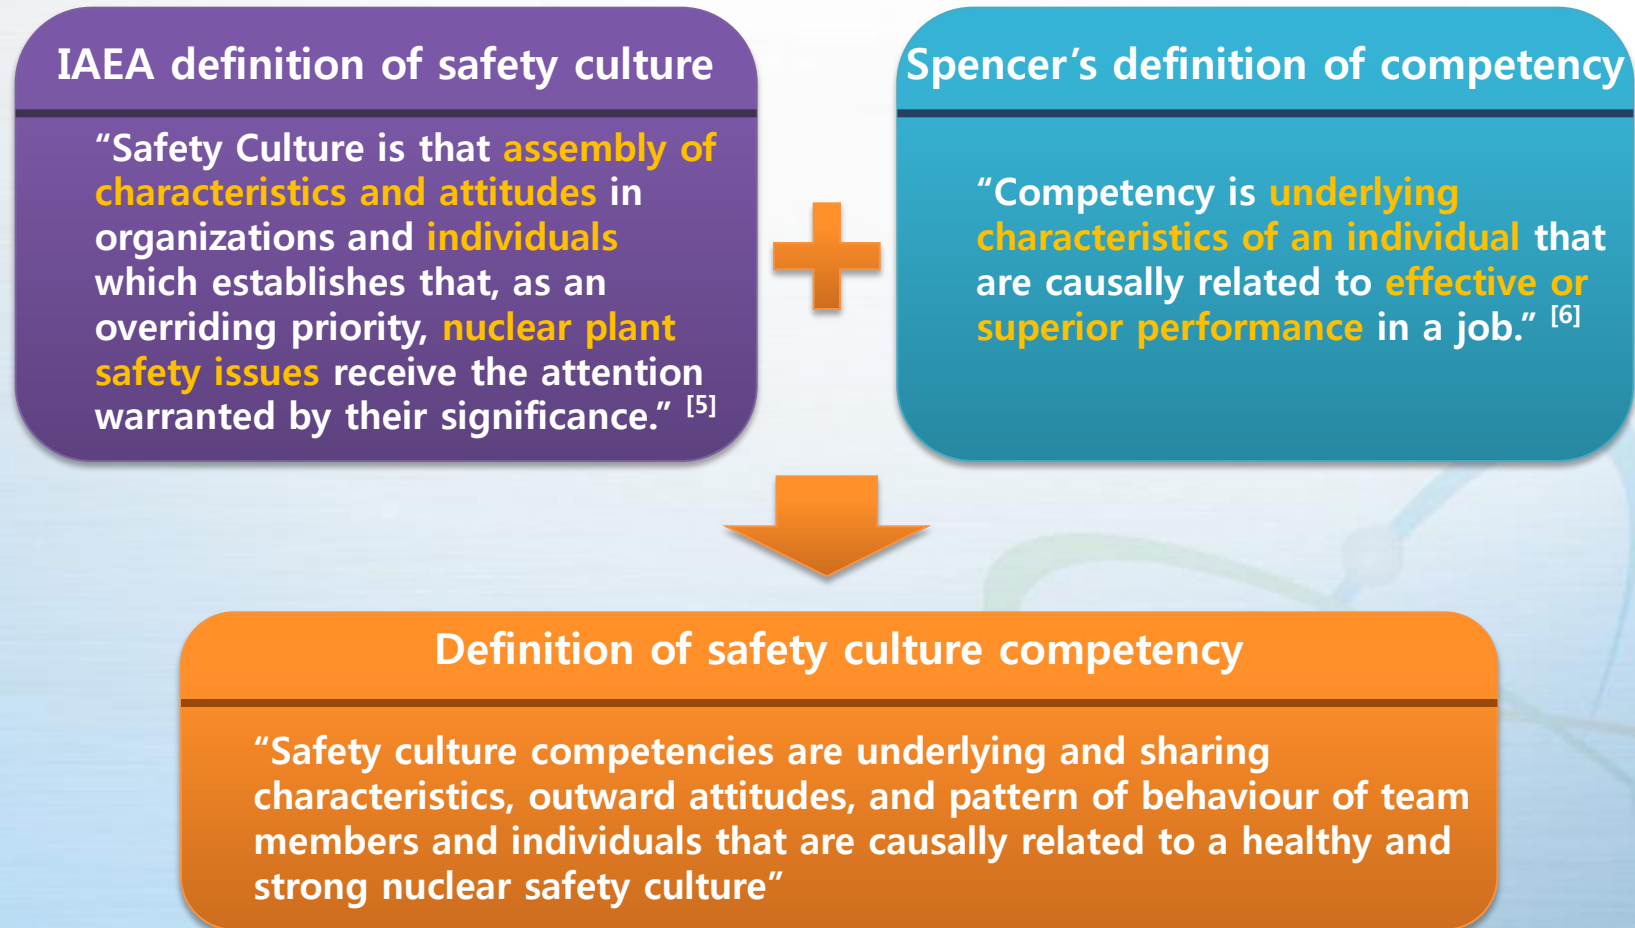 IAEA definition of safety culture
“Safety Culture is that assembly of
characteristics and attitudes in
organizations and individuals
which establishes that, as an
overriding priority, nuclear plant
safety issues receive the attention
warranted by their significance.” [5]
Spencer’s definition of competency
“Competency is underlying
characteristics of an individual that
are causally related to effective or
superior performance in a job.” [6]
Definition of safety culture competency
“Safety culture competencies are underlying and sharing
characteristics, outward attitudes, and pattern of behaviour of team
members and individuals that are causally related to a healthy and
strong nuclear safety culture”